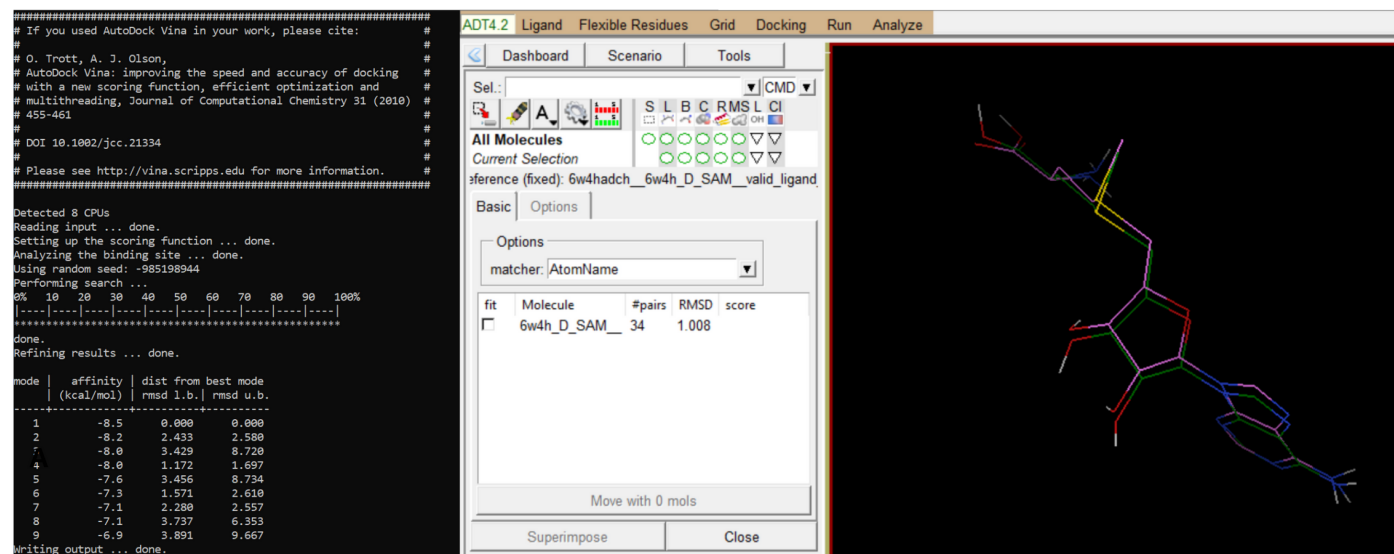 ################################################################
# If you used AutoDock Vina in your work, please cite: #
# #
# O. Trott, A. J. Olson, #
# AutoDock Vina: improving the speed and accuracy of docking #
# with a new scoring function, efficient optimization and #
# multithreading, Journal of Computational Chemistry 31 (2010) #
# 455-461 #
# #
# DOI 10.1002/jcc.21334 #
# #
# Please see http://vina.scripps.edu for more information. #
################################################################
Detected 8 CPUs
Reading input ... done.
Setting up the scoring function ... done.
Analyzing the binding site ... done.
Using random seed: -985198944
Performing search ...
0% 10 20 30 40 50 60 70 80 90 100%
|----|----|----|----|----|----|----|----|----|----|
***************************************************
done.
Refining results ... done.
mode | affinity | dist from best mode
| (kcal/mol) | rmsd l.b.| rmsd u.b.
-----+------------+----------+----------
1 -8.5 0.000 0.000
2 -8.2 2.433 2.580
3 -8.0 3.429 8.720
4 -8.0 1.172 1.697
5 -7.6 3.456 8.734
6 -7.3 1.571 2.610
7 -7.1 2.280 2.557
8 -7.1 3.737 6.353
9 -6.9 3.891 9.667
Writing output ... done.
A
ADT4.2 Ligand Flexible Residues Grid Docking Run Analyze
Dashboard Scenario Tools
Sel.: CMD
A S L B C R MS L Cl
OH
All Molecules
Current Selection
eference (fixed): 6w4hadch__6w4h_D_SAM__valid_ligand_
Basic Options
Options
matcher: AtomName
fit Molecule #pairs RMSD score
6w4h_D_SAM__ 34 1.008
Move with 0 mols
Superimpose Close